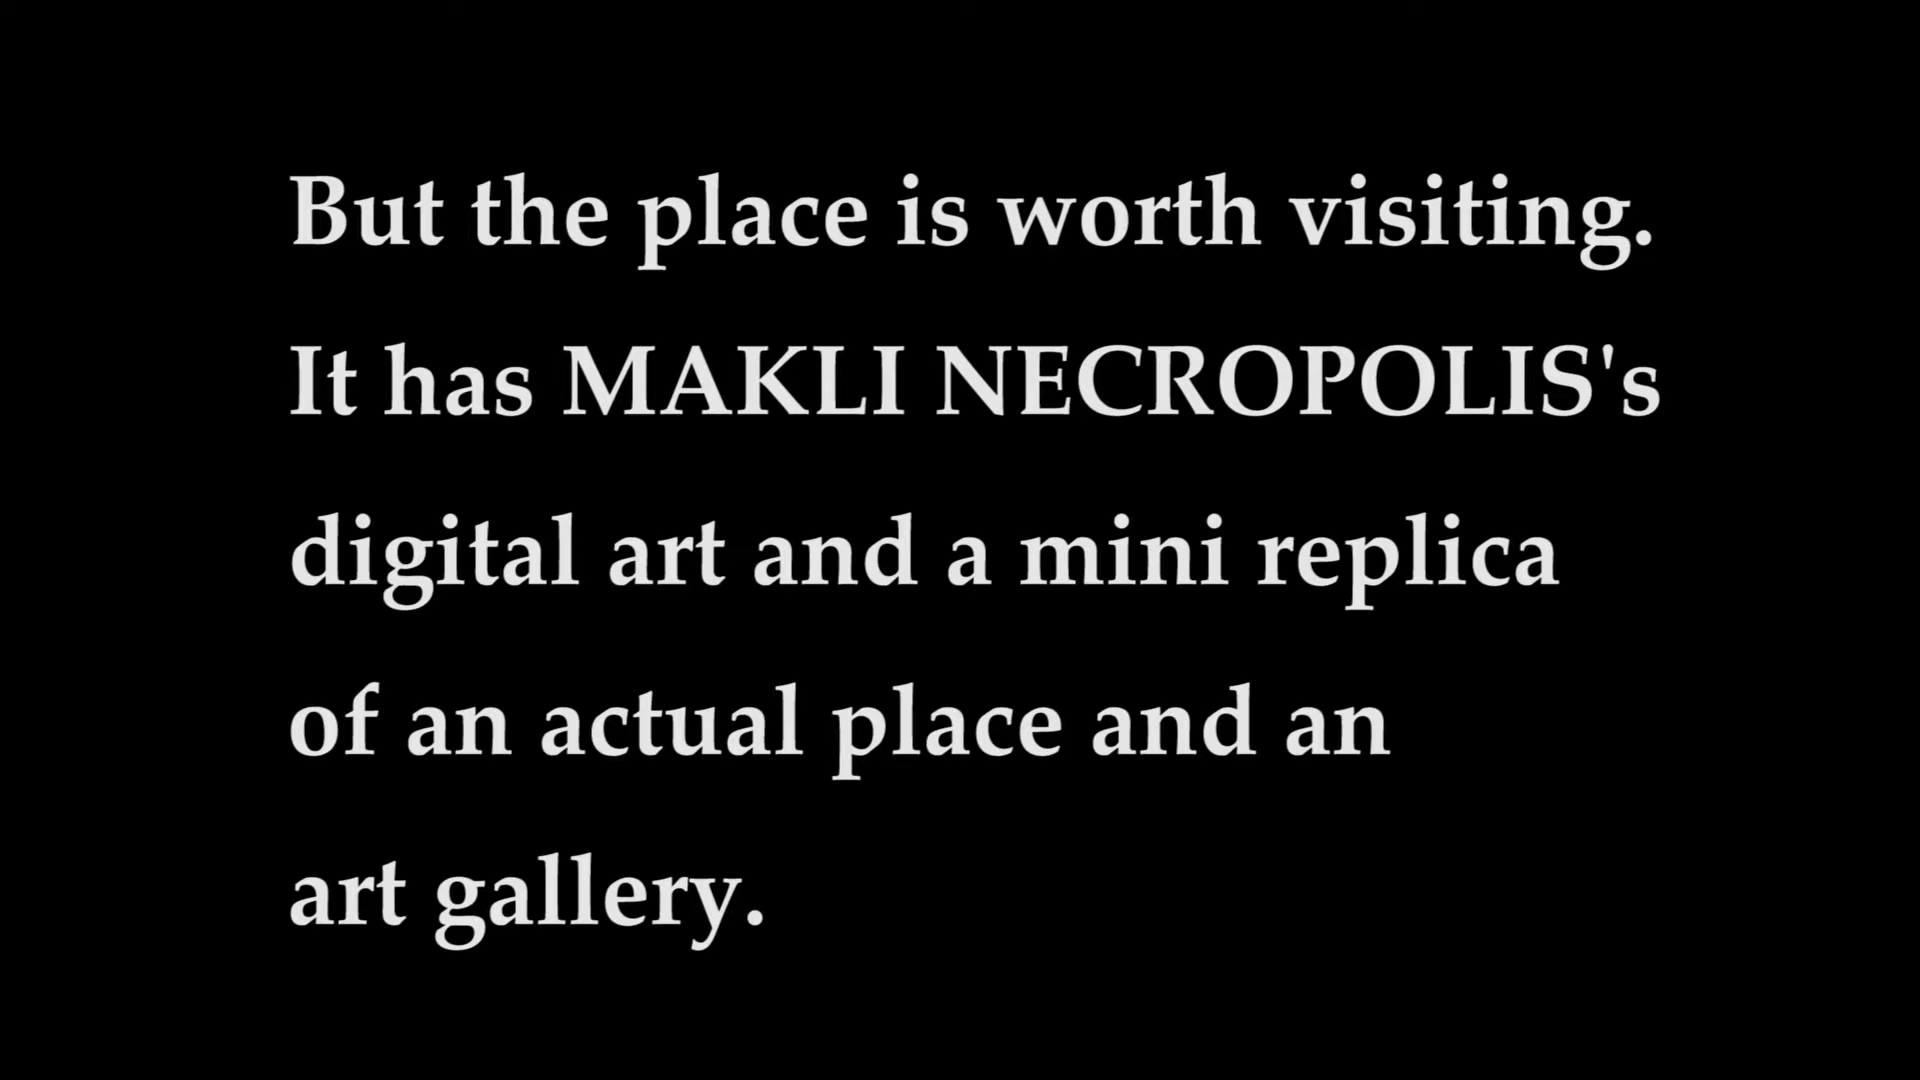 But the place is worth visiting.
It has MAKLI NECROPOLIS's
digital art and a mini replica
of an actual place and an
art gallery.